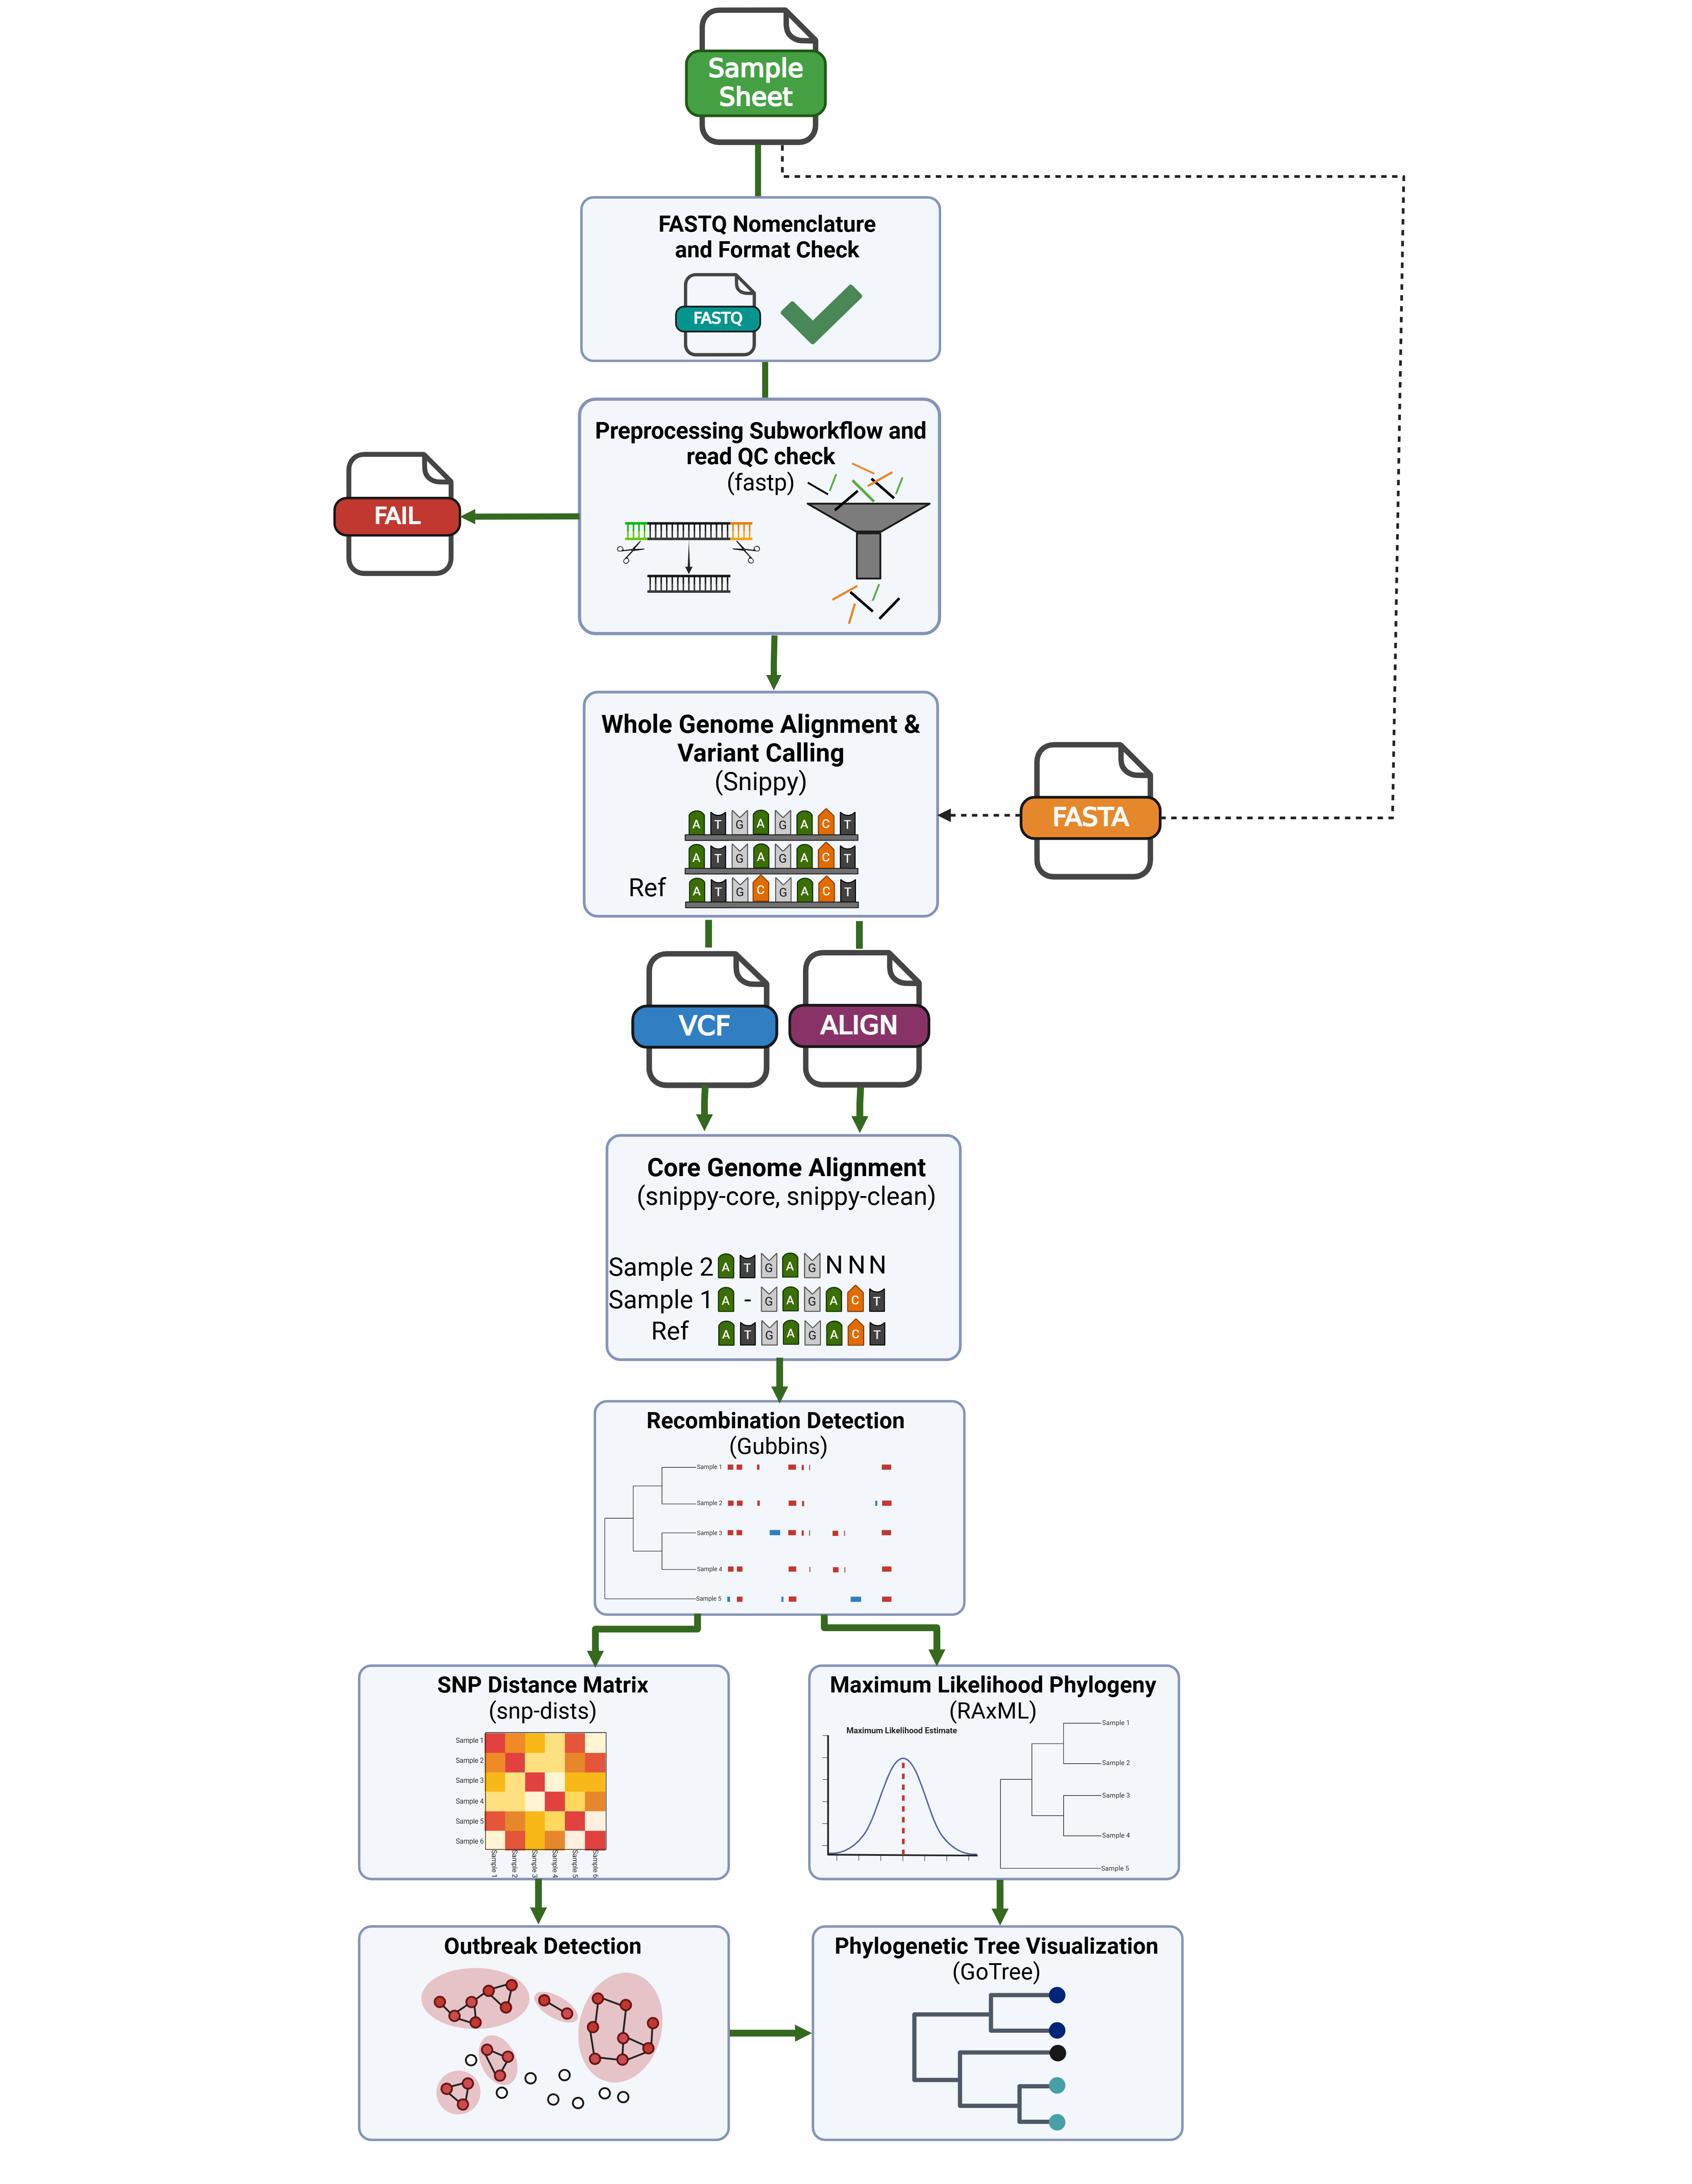 Sample
Sheet
FASTQ Nomenclature
and Format Check
FASTQ
Preprocessing Subworkflow and
read QC check
(fastp)
FAIL
Whole Genome Alignment &
Variant Calling
(Snippy)
A T G A G A C T
A T G A G A C T
Ref A T G C G A C T
FASTA
VCF
ALIGN
Core Genome Alignment
(snippy-core, snippy-clean)
Sample 2 A T G A G N N N
Sample 1 A - G A G A C T
Ref A T G A G A C T
Recombination Detection
(Gubbins)
Sample 1
Sample 2
Sample 3
Sample 4
Sample 5
SNP Distance Matrix
(snp-dists)
Sample 1
Sample 2
Sample 3
Sample 4
Sample 5
Sample 6
Sample 1
Sample 2
Sample 3
Sample 4
Sample 5
Sample 6
Maximum Likelihood Phylogeny
(RAxML)
Maximum Likelihood Estimate
Sample 1
Sample 2
Sample 3
Sample 4
Sample 5
Outbreak Detection
Phylogenetic Tree Visualization
(GoTree)